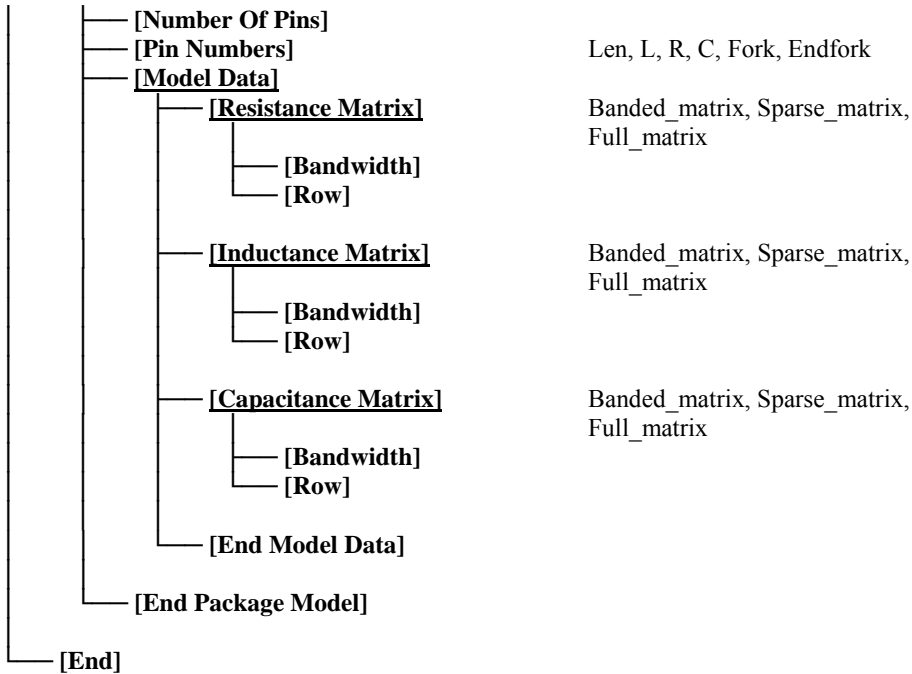 [Number Of Pins]
[Pin Numbers] Len, L, R, C, Fork, Endfork
[Model Data]
[Resistance Matrix] Banded_matrix, Sparse_matrix,
Full_matrix
[Bandwidth]
[Row]
[Inductance Matrix] Banded_matrix, Sparse_matrix,
Full_matrix
[Bandwidth]
[Row]
[Capacitance Matrix] Banded_matrix, Sparse_matrix,
Full_matrix
[Bandwidth]
[Row]
[End Model Data]
[End Package Model]
[End]